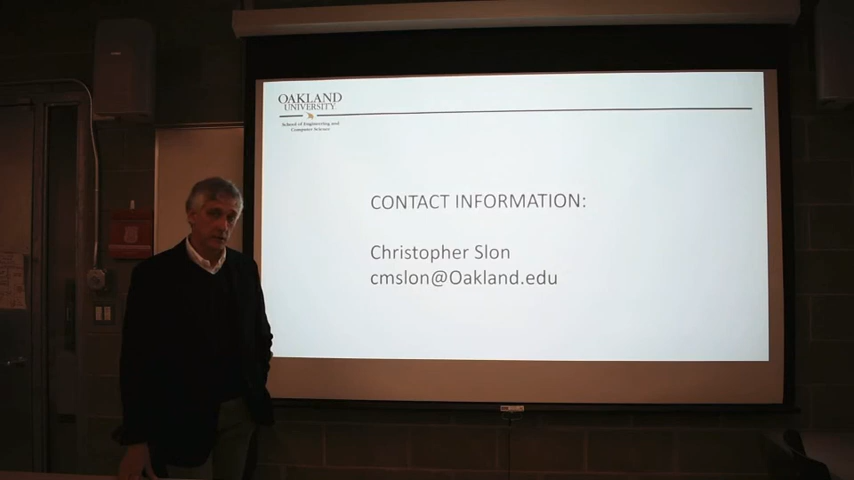 OAKLAND
UNIVERSITY
School of Engineering and
Computer Science
CONTACT INFORMATION:
Christopher Slon
cmslon@Oakland.edu